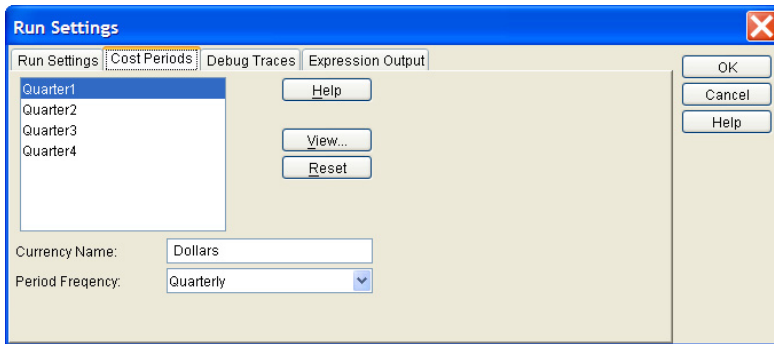 Run Settings
Run Settings Cost Periods Debug Traces Expression Output
OK
Cancel
Help
Quarter1
Quarter2
Quarter3
Quarter4
Help
View...
Reset
Currency Name: Dollars
Period Freqency: Quarterly